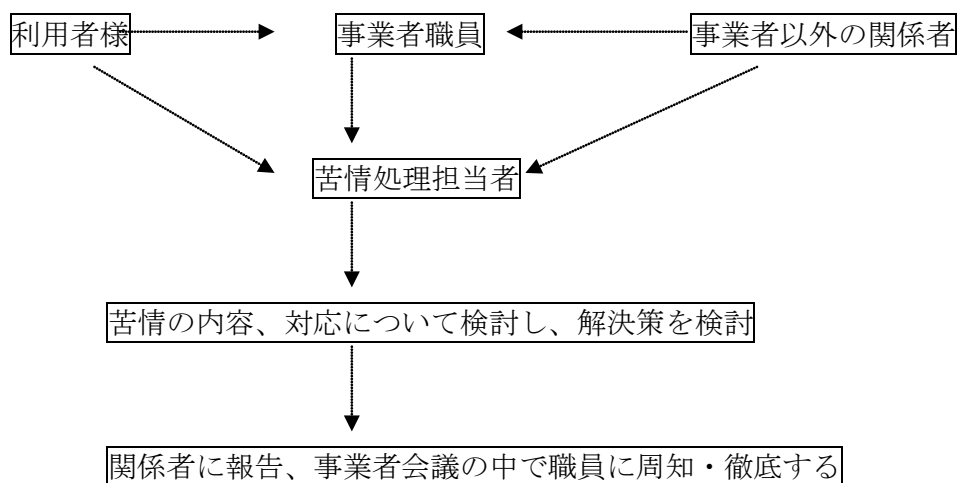 利用者様
事業者職員
事業者以外の関係者
苦情処理担当者
苦情の内容、対応について検討し、解決策を検討
関係者に報告、事業者会議の中で職員に周知・徹底する